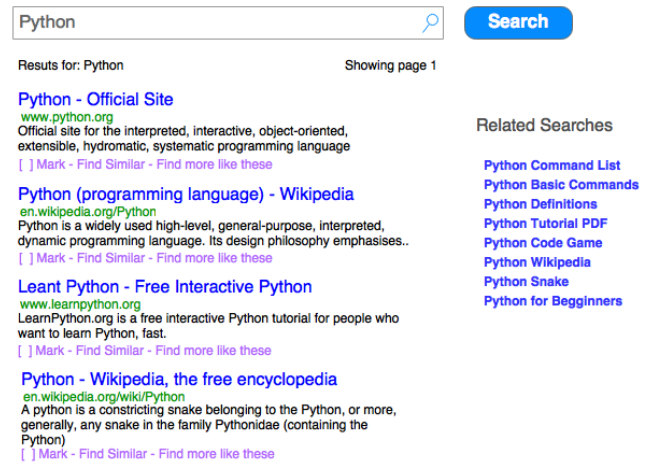 Python
Search
Resuts for: Python
Showing page 1
Python - Official Site
www.python.org
Official site for the interpreted, interactive, object-oriented,
extensible, hydromatic, systematic programming language
[ ] Mark - Find Similar - Find more like these
Python (programming language) - Wikipedia
en.wikipedia.org/Python
Python is a widely used high-level, general-purpose, interpreted,
dynamic programming language. Its design philosophy emphasises..
[ ] Mark - Find Similar - Find more like these
Leant Python - Free Interactive Python
www.learnpython.org
LearnPython.org is a free interactive Python tutorial for people who
want to learn Python, fast.
[ ] Mark - Find Similar - Find more like these
Python - Wikipedia, the free encyclopedia
en.wikipedia.org/wiki/Python
A python is a constricting snake belonging to the Python, or more,
generally, any snake in the family Pythonidae (containing the
Python)
[ ] Mark - Find Similar - Find more like these
Related Searches
Python Command List
Python Basic Commands
Python Definitions
Python Tutorial PDF
Python Code Game
Python Wikipedia
Python Snake
Python for Begginners